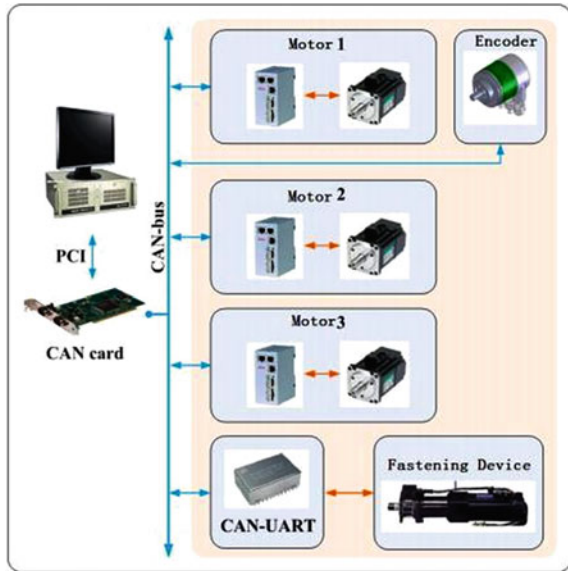 Motor 1
Encoder
CAN-bus
Motor 2
PCI
CAN card
Motor3
CAN-UART
Fastening Device